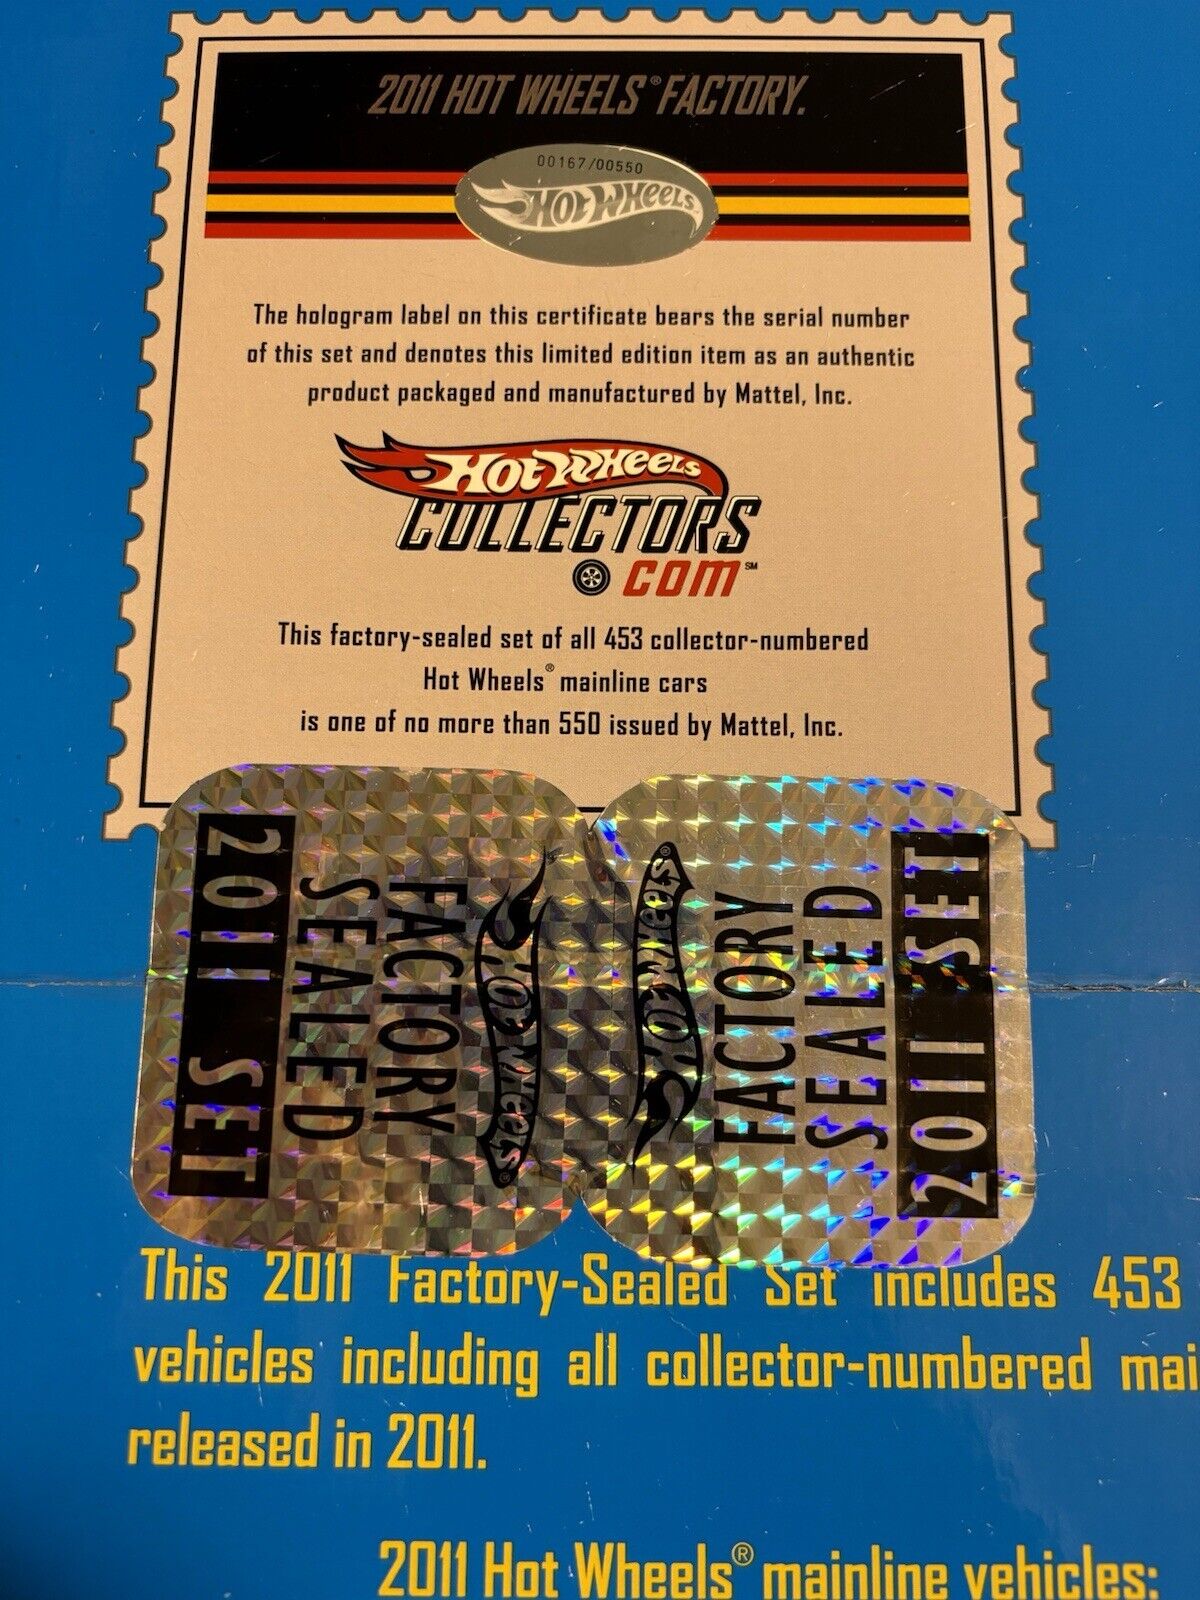 2011 HOT WHEELS® FACTORY.
00167/00550
Hot Wheels
The hologram label on this certificate bears the serial number
of this set and denotes this limited edition item as an authentic
product packaged and manufactured by Mattel, Inc.
Hot Wheels
COLLECTORS
.com℠
This factory-sealed set of all 453 collector-numbered
Hot Wheels® mainline cars
is one of no more than 550 issued by Mattel, Inc.
Hot Wheels®
FACTORY
SEALED
2011 SET
Hot Wheels®
FACTORY
SEALED
2011 SET
This 2011 Factory-Sealed Set includes 453
vehicles including all collector-numbered mai
released in 2011.
2011 Hot Wheels® mainline vehicles: